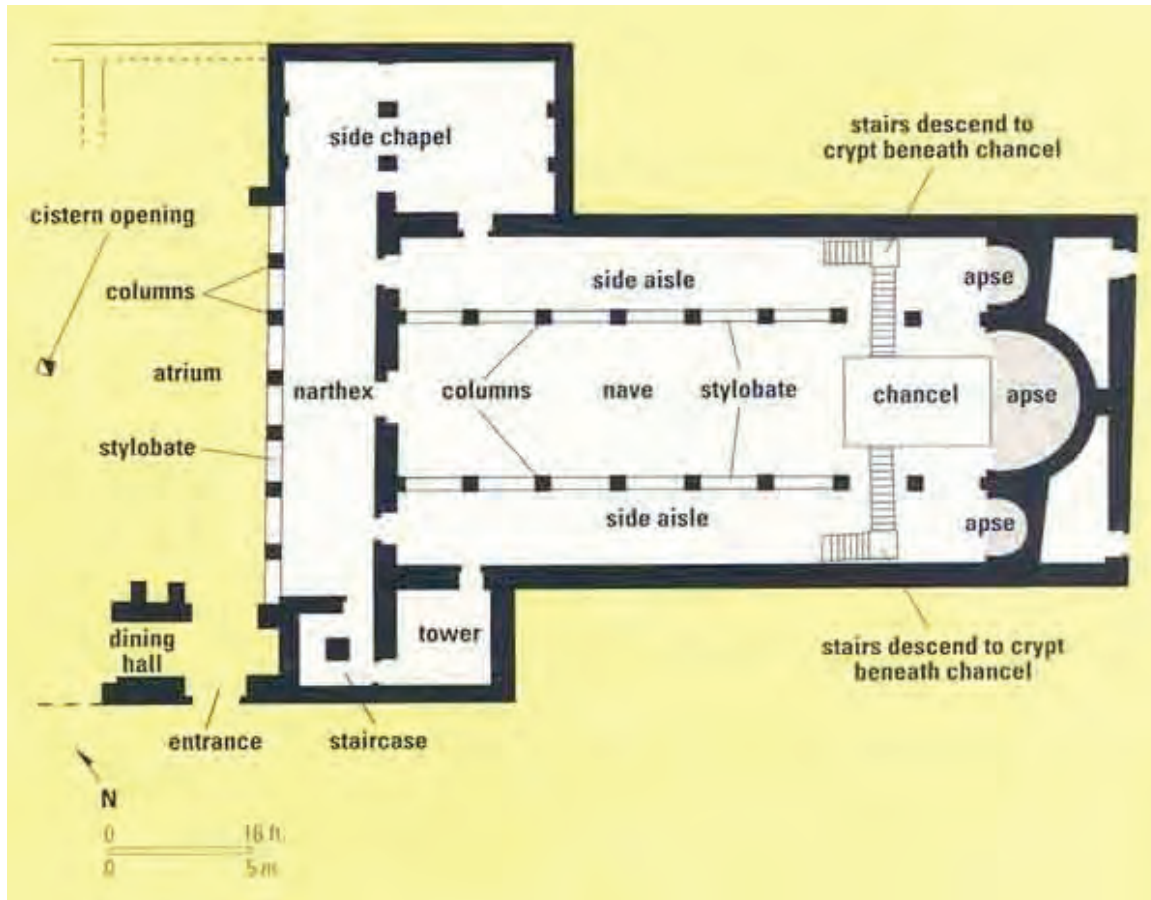 stairs descend to
crypt beneath chancel
side chapel
cistern opening
columns
side aisle
apse
atrium
narthex
columns
nave
stylobate
chancel
apse
stylobate
side aisle
apse
dining
hall
tower
stairs descend to crypt
beneath chancel
entrance
staircase
N
0 16 ft.
0 5 m.